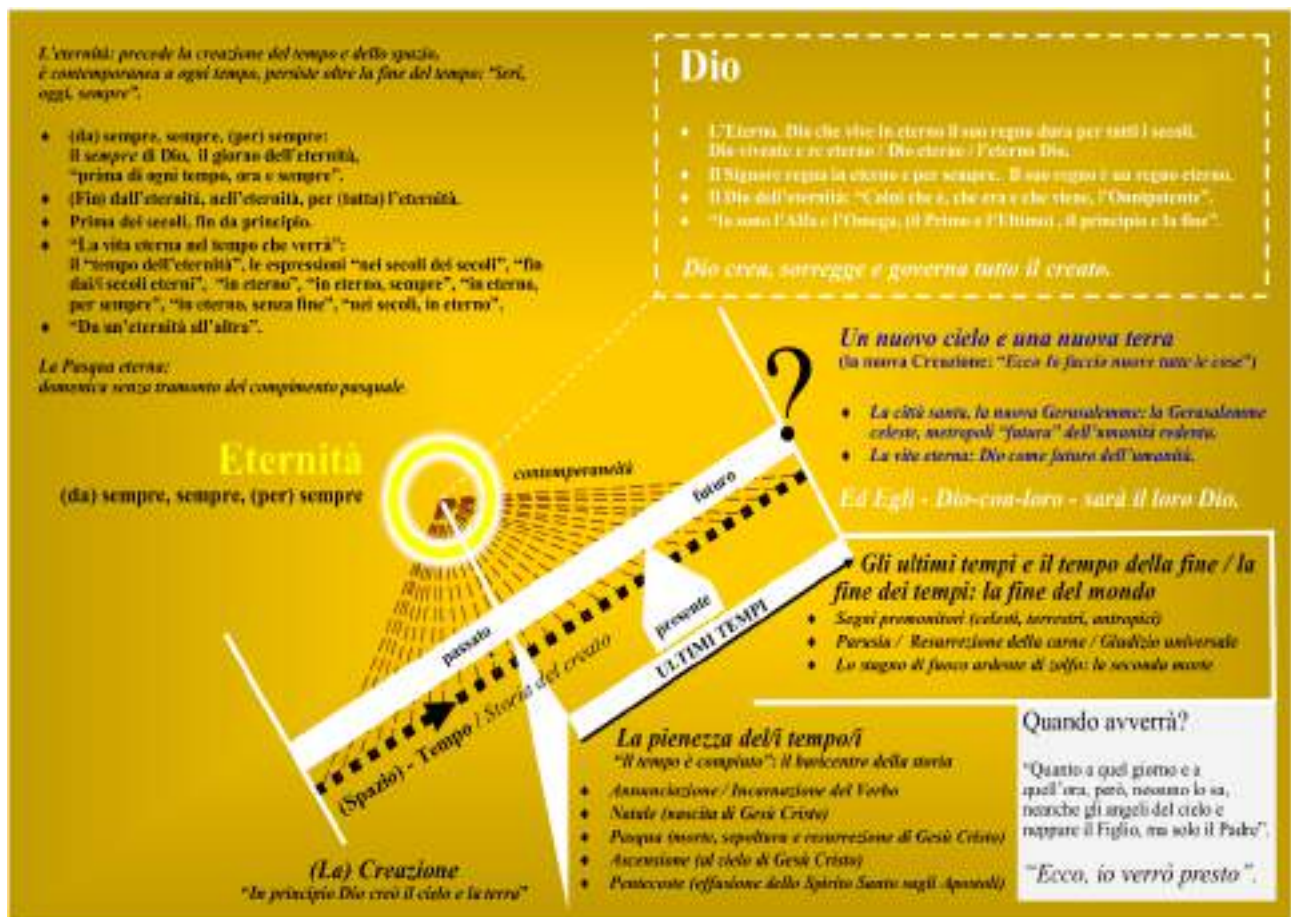 L'eternità: precede la creazione del tempo e dello spazio,
è contemporanea a ogni tempo, persiste oltre la fine del tempo: "ieri,
oggi, sempre".
♦ (da) sempre, sempre, (per) sempre:
il sempre di Dio, il giorno dell'eternità,
"prima di ogni tempo, ora e sempre".
♦ (Fin) dall'eternità, nell'eternità, per (tutta) l'eternità.
♦ Prima dei secoli, fin da principio.
♦ "La vita eterna nel tempo che verrà":
il "tempo dell'eternità", le espressioni "nei secoli dei secoli", "fin
dai/i secoli eterni", "in eterno", "in eterno, sempre", "in eterno,
per sempre", "in eterno, senza fine", "nei secoli, in eterno".
♦ "Da un'eternità all'altra".
La Pasqua eterna:
domenica senza tramonto del compimento pasquale
Dio
♦ L'Eterno. Dio che vive in eterno il suo regno dura per tutti i secoli.
Dio vivente e re eterno / Dio eterno / l'eterno Dio.
♦ Il Signore regna in eterno e per sempre. Il suo regno è un regno eterno.
♦ Il Dio dell'eternità: "Colui che è, che era e che viene, l'Onnipotente".
♦ "Io sono l'Alfa e l'Omega, (il Primo e l'Ultimo), il principio e la fine".
Dio crea, sorregge e governa tutto il creato.
Un nuovo cielo e una nuova terra
(la nuova Creazione: "Ecco Io faccio nuove tutte le cose")
♦ La città santa, la nuova Gerusalemme: la Gerusalemme
celeste, metropoli "futura" dell'umanità redenta.
♦ La vita eterna: Dio come futuro dell'umanità.
Ed Egli - Dio-con-loro - sarà il loro Dio.
?
Eternità
(da) sempre, sempre, (per) sempre
contemporaneità
futuro
passato
presente
ULTIMI TEMPI
(Spazio) - Tempo / Storia del creato
Gli ultimi tempi e il tempo della fine / la
fine dei tempi: la fine del mondo
♦ Segni premonitori (celesti, terrestri, antropici)
♦ Parusia / Resurrezione della carne / Giudizio universale
♦ Lo stagno di fuoco ardente di zolfo: la seconda morte
La pienezza del/i tempo/i
"Il tempo è compiuto": il baricentro della storia
♦ Annunciazione / Incarnazione del Verbo
♦ Natale (nascita di Gesù Cristo)
♦ Pasqua (morte, sepoltura e resurrezione di Gesù Cristo)
♦ Ascensione (al cielo di Gesù Cristo)
♦ Pentecoste (effusione dello Spirito Santo sugli Apostoli)
(La) Creazione
"In principio Dio creò il cielo e la terra"
Quando avverrà?
"Quanto a quel giorno e a
quell'ora, però, nessuno lo sa,
neanche gli angeli del cielo e
neppure il Figlio, ma solo il Padre".
"Ecco, io verrò presto".